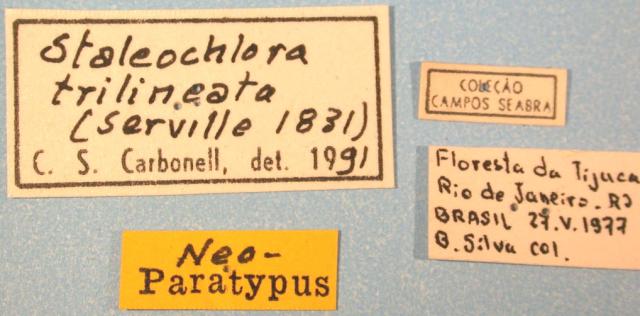 Staleochlora
trilineata
(Serville 1831)
C. S. Carbonell, det. 1991
COLEÇÃO
CAMPOS SEABRA
Floresta da Tijuca
Rio de Janeiro. RJ
BRASIL 27.V.1977
B. Silva col.
Neo-
Paratypus